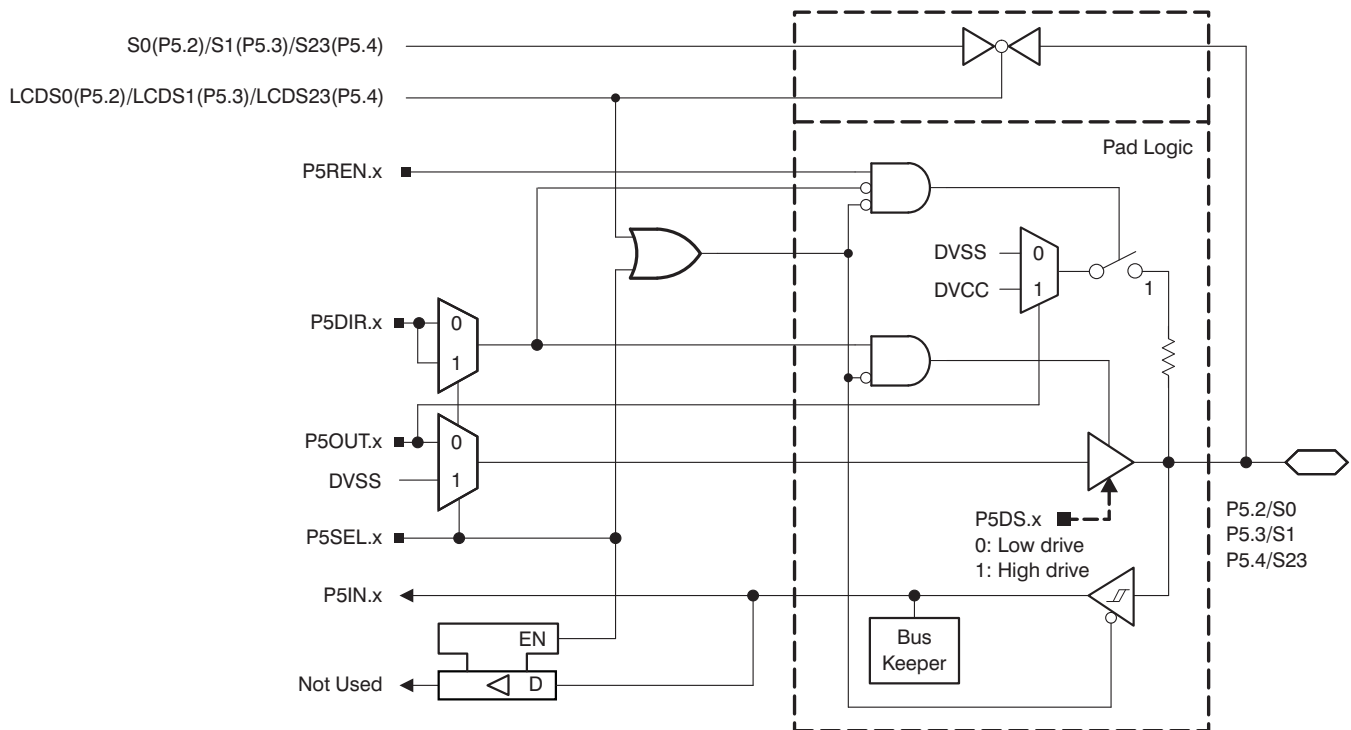 S0(P5.2)/S1(P5.3)/S23(P5.4)
LCDS0(P5.2)/LCDS1(P5.3)/LCDS23(P5.4)
Pad Logic
P5REN.x
DVSS
0
DVCC
1
1
P5DIR.x
0
1
P5OUT.x
0
DVSS
1
P5SEL.x
P5DS.x
0: Low drive
1: High drive
P5.2/S0
P5.3/S1
P5.4/S23
P5IN.x
Bus
Keeper
EN
Not Used
D